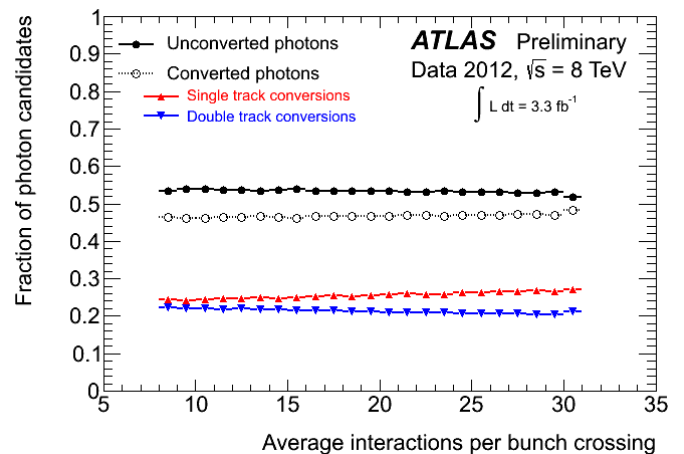 Fraction of photon candidates
1
0.9
0.8
0.7
0.6
0.5
0.4
0.3
0.2
0.1
0
Unconverted photons
Converted photons
Single track conversions
Double track conversions
ATLAS Preliminary
Data 2012, √s = 8 TeV
∫ L dt = 3.3 fb⁻¹
5 10 15 20 25 30 35
Average interactions per bunch crossing